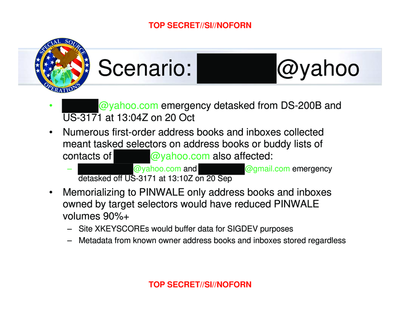 TOP SECRET//SI//NOFORN
SPECIAL SOURCE
OPERATIONS
Scenario: @yahoo
• @yahoo.com emergency detasked from DS-200B and
US-3171 at 13:04Z on 20 Oct
• Numerous first-order address books and inboxes collected
meant tasked selectors on address books or buddy lists of
contacts of @yahoo.com also affected:
– @yahoo.com and @gmail.com emergency
detasked off US-3171 at 13:10Z on 20 Sep
• Memorializing to PINWALE only address books and inboxes
owned by target selectors would have reduced PINWALE
volumes 90%+
– Site XKEYSCOREs would buffer data for SIGDEV purposes
– Metadata from known owner address books and inboxes stored regardless
TOP SECRET//SI//NOFORN